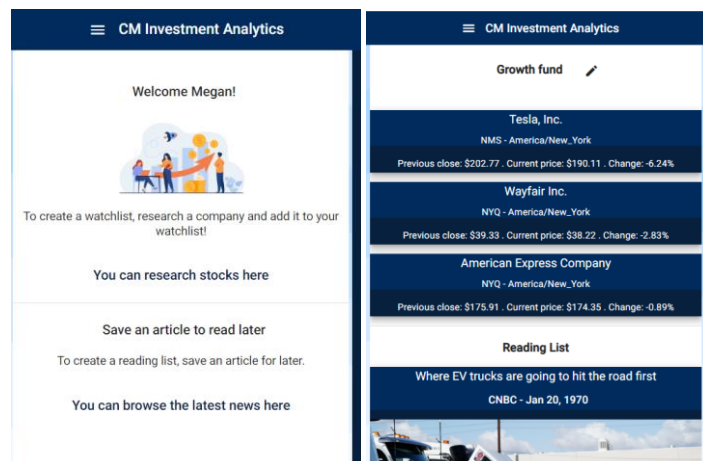 CM Investment Analytics
Welcome Megan!
To create a watchlist, research a company and add it to your
watchlist!
You can research stocks here
Save an article to read later
To create a reading list, save an article for later.
You can browse the latest news here
CM Investment Analytics
Growth fund
Tesla, Inc.
NMS - America/New_York
Previous close: $202.77 . Current price: $190.11 . Change: -6.24%
Wayfair Inc.
NYQ - America/New_York
Previous close: $39.33 . Current price: $38.22 . Change: -2.83%
American Express Company
NYQ - America/New_York
Previous close: $175.91 . Current price: $174.35 . Change: -0.89%
Reading List
Where EV trucks are going to hit the road first
CNBC - Jan 20, 1970